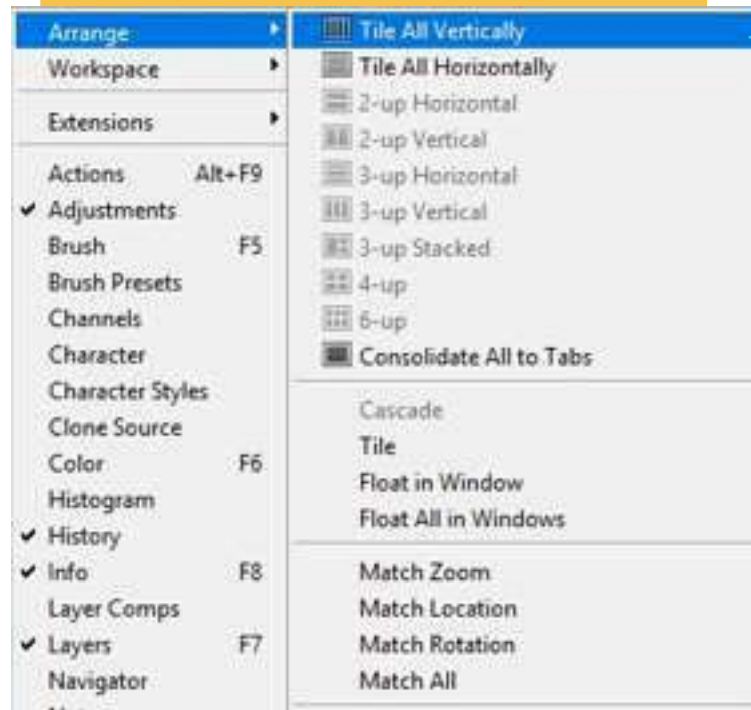 Arrange
Workspace
Extensions
Actions Alt+F9
Adjustments
Brush F5
Brush Presets
Channels
Character
Character Styles
Clone Source
Color F6
Histogram
History
Info F8
Layer Comps
Layers F7
Navigator
Tile All Vertically
Tile All Horizontally
2-up Horizontal
2-up Vertical
3-up Horizontal
3-up Vertical
3-up Stacked
4-up
6-up
Consolidate All to Tabs
Cascade
Tile
Float in Window
Float All in Windows
Match Zoom
Match Location
Match Rotation
Match All